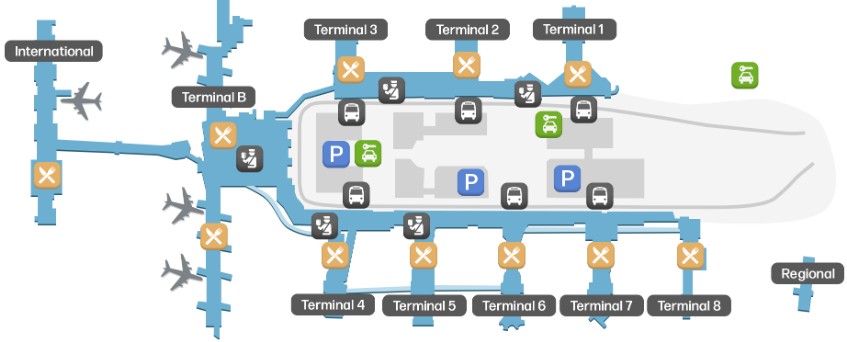 Terminal 3
Terminal 2
Terminal 1
International
Terminal B
P
P
P
Regional
Terminal 4
Terminal 5
Terminal 6
Terminal 7
Terminal 8